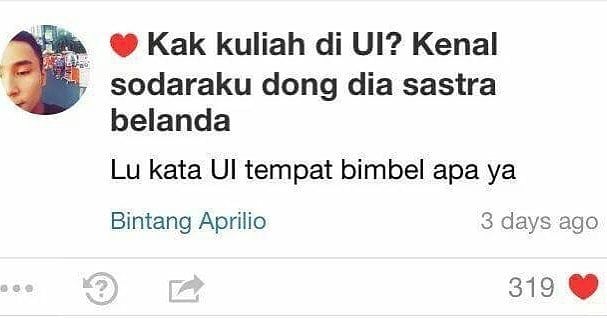 Kak kuliah di UI? Kenal
sodaraku dong dia sastra
belanda
Lu kata UI tempat bimbel apa ya
Bintang Aprilio
3 days ago
319